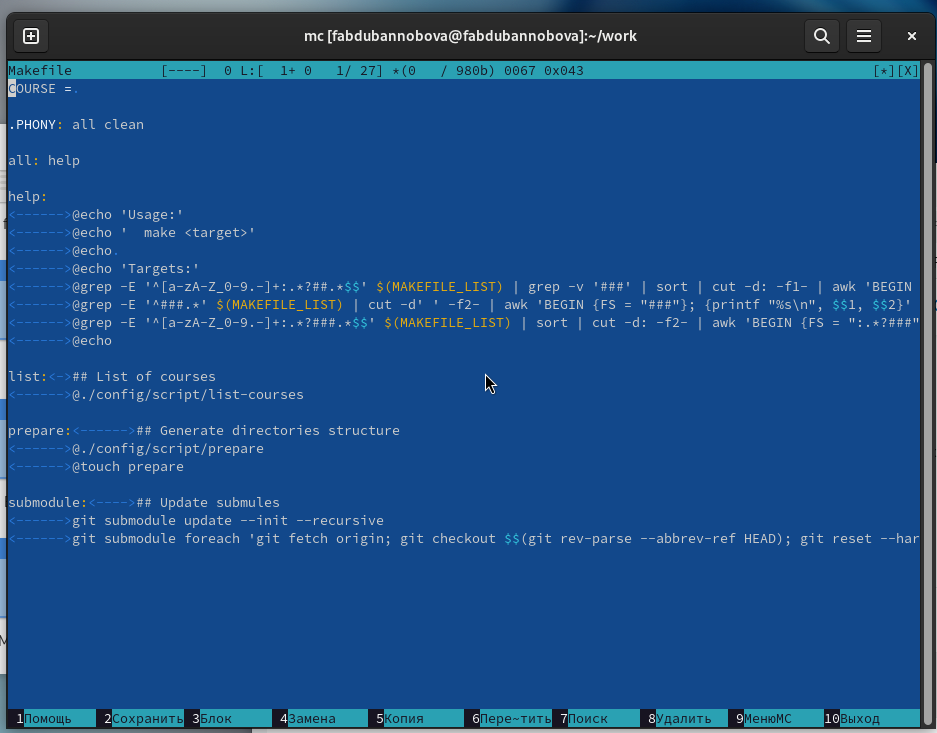 mc [fabdubannobova@fabdubannobova]:~/work
Makefile [----] 0 L:[ 1+ 0 1/ 27] *(0 / 980b) 0067 0x043 [*][X]
COURSE =.
.PHONY: all clean
all: help
help:
<------>@echo 'Usage:'
<------>@echo '  make <target>'
<------>@echo.
<------>@echo 'Targets:'
<------>@grep -E '^[a-zA-Z_0-9.-]+:.*?##.*$$' $(MAKEFILE_LIST) | grep -v '###' | sort | cut -d: -f1- | awk 'BEGIN
<------>@grep -E '^###.*' $(MAKEFILE_LIST) | cut -d' ' -f2- | awk 'BEGIN {FS = "###"}; {printf "%s\n", $$1, $$2}'
<------>@grep -E '^[a-zA-Z_0-9.-]+:.*?###.*$$' $(MAKEFILE_LIST) | sort | cut -d: -f2- | awk 'BEGIN {FS = ":.*?###"
<------>@echo
list:<->## List of courses
<------>@./config/script/list-courses
prepare:<------>## Generate directories structure
<------>@./config/script/prepare
<------>@touch prepare
submodule:<---->## Update submules
<------>git submodule update --init --recursive
<------>git submodule foreach 'git fetch origin; git checkout $$(git rev-parse --abbrev-ref HEAD); git reset --har
1Помощь 2Сохранить 3Блок 4Замена 5Копия 6Пере~тить 7Поиск 8Удалить 9МенюMC 10Выход